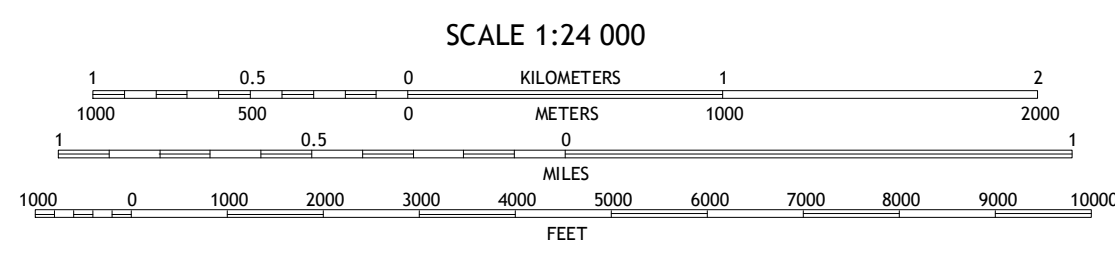 SCALE 1:24 000
1 0.5 0 KILOMETERS 1 2
1000 500 0 METERS 1000 2000
1 0.5 0 1
MILES
1000 0 1000 2000 3000 4000 5000 6000 7000 8000 9000 10000
FEET